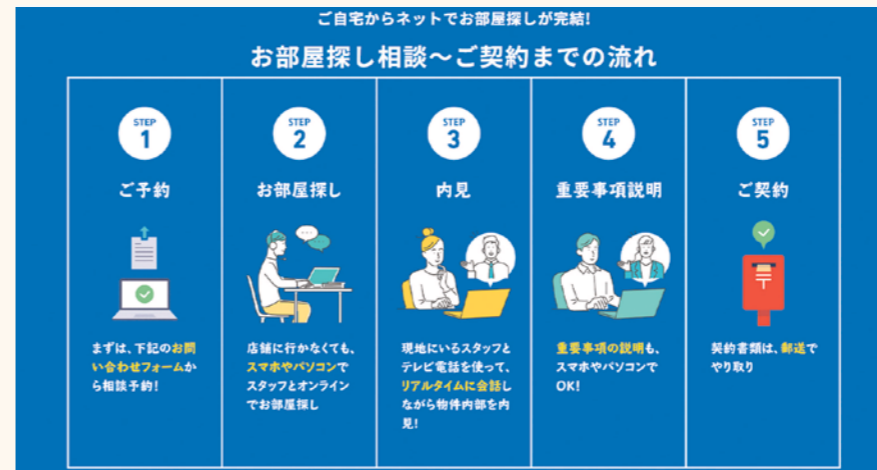 ご自宅からネットでお部屋探しが完結!
お部屋探し相談～ご契約までの流れ
STEP
1
ご予約
まずは、下記のお問
い合わせフォームか
ら相談予約!
STEP
2
お部屋探し
店舗に行かなくても、
スマホやパソコンで
スタッフとオンライン
でお部屋探し
STEP
3
内見
現地にいるスタッフと
テレビ電話を使って、
リアルタイムに会話し
ながら物件内部を内
見!
STEP
4
重要事項説明
重要事項の説明も、
スマホやパソコンで
OK!
STEP
5
ご契約
〒
契約書類は、郵送で
やり取り